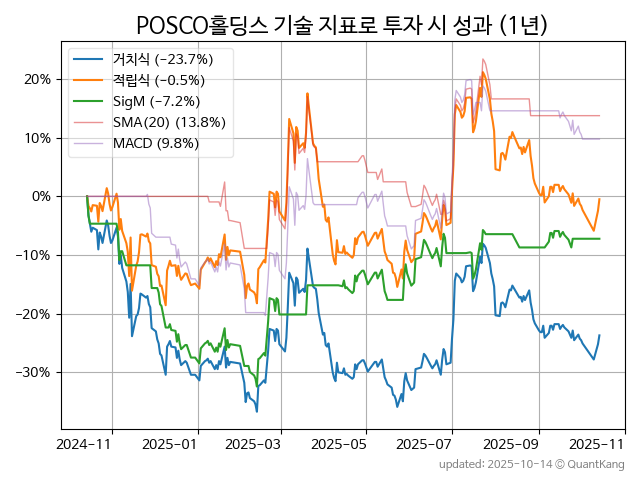 POSCO홀딩스 기술 지표로 투자 시 성과 (1년)
거치식 (−23.7%)
적립식 (−0.5%)
SigM (−7.2%)
SMA(20) (13.8%)
MACD (9.8%)
20%
10%
0%
−10%
−20%
−30%
2024-11 2025-01 2025-03 2025-05 2025-07 2025-09 2025-11
updated: 2025-10-14 © QuantKang